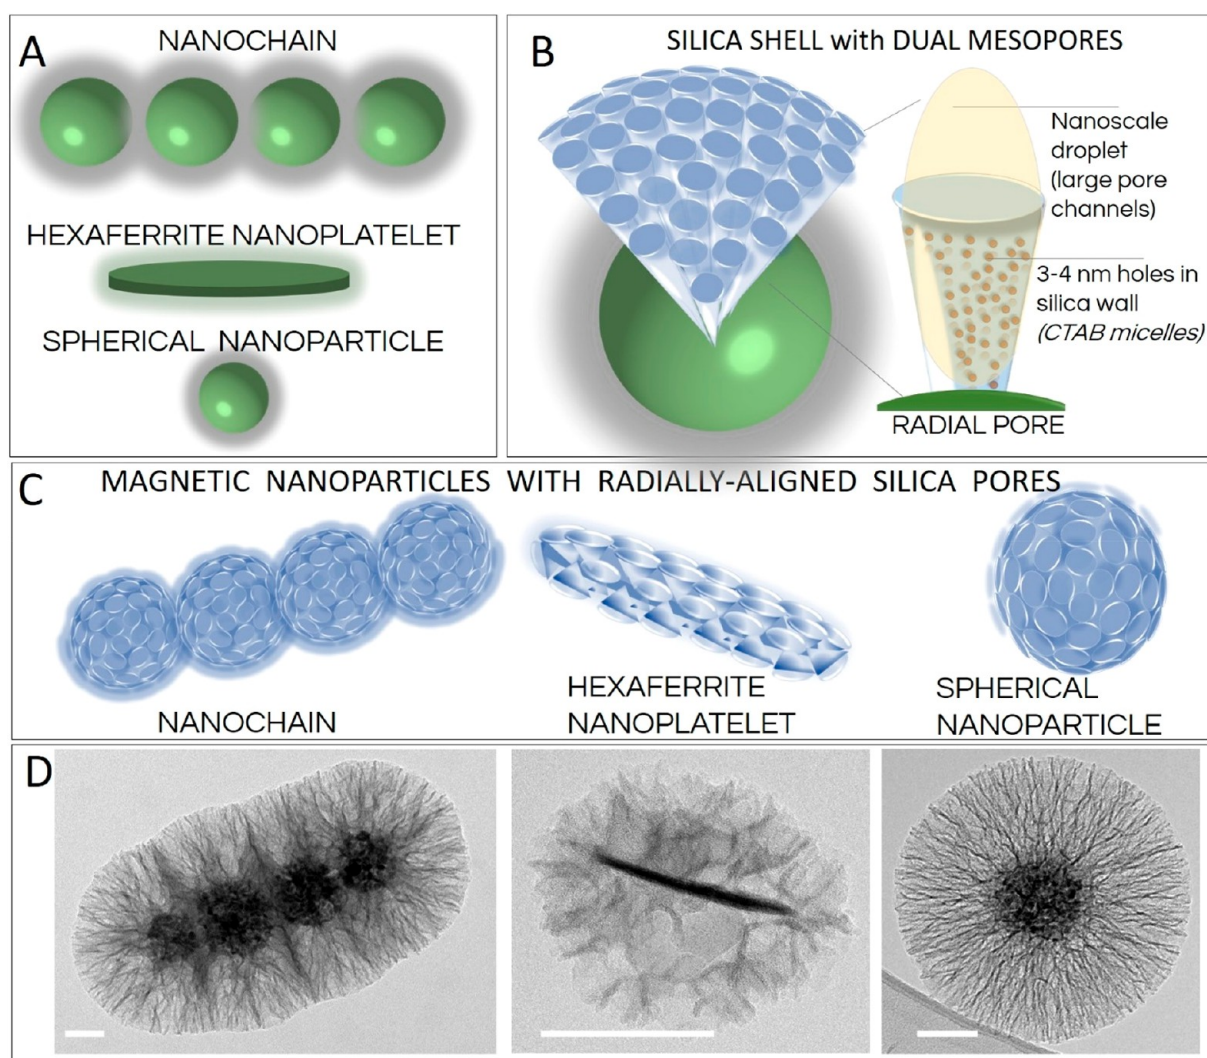 A
NANOCHAIN
HEXAFERRITE NANOPLATELET
SPHERICAL NANOPARTICLE
B
SILICA SHELL with DUAL MESOPORES
Nanoscale
droplet
(large pore
channels)
3-4 nm holes in
silica wall
(CTAB micelles)
RADIAL PORE
C
MAGNETIC NANOPARTICLES WITH RADIALLY-ALIGNED SILICA PORES
NANOCHAIN
HEXAFERRITE
NANOPLATELET
SPHERICAL
NANOPARTICLE
D